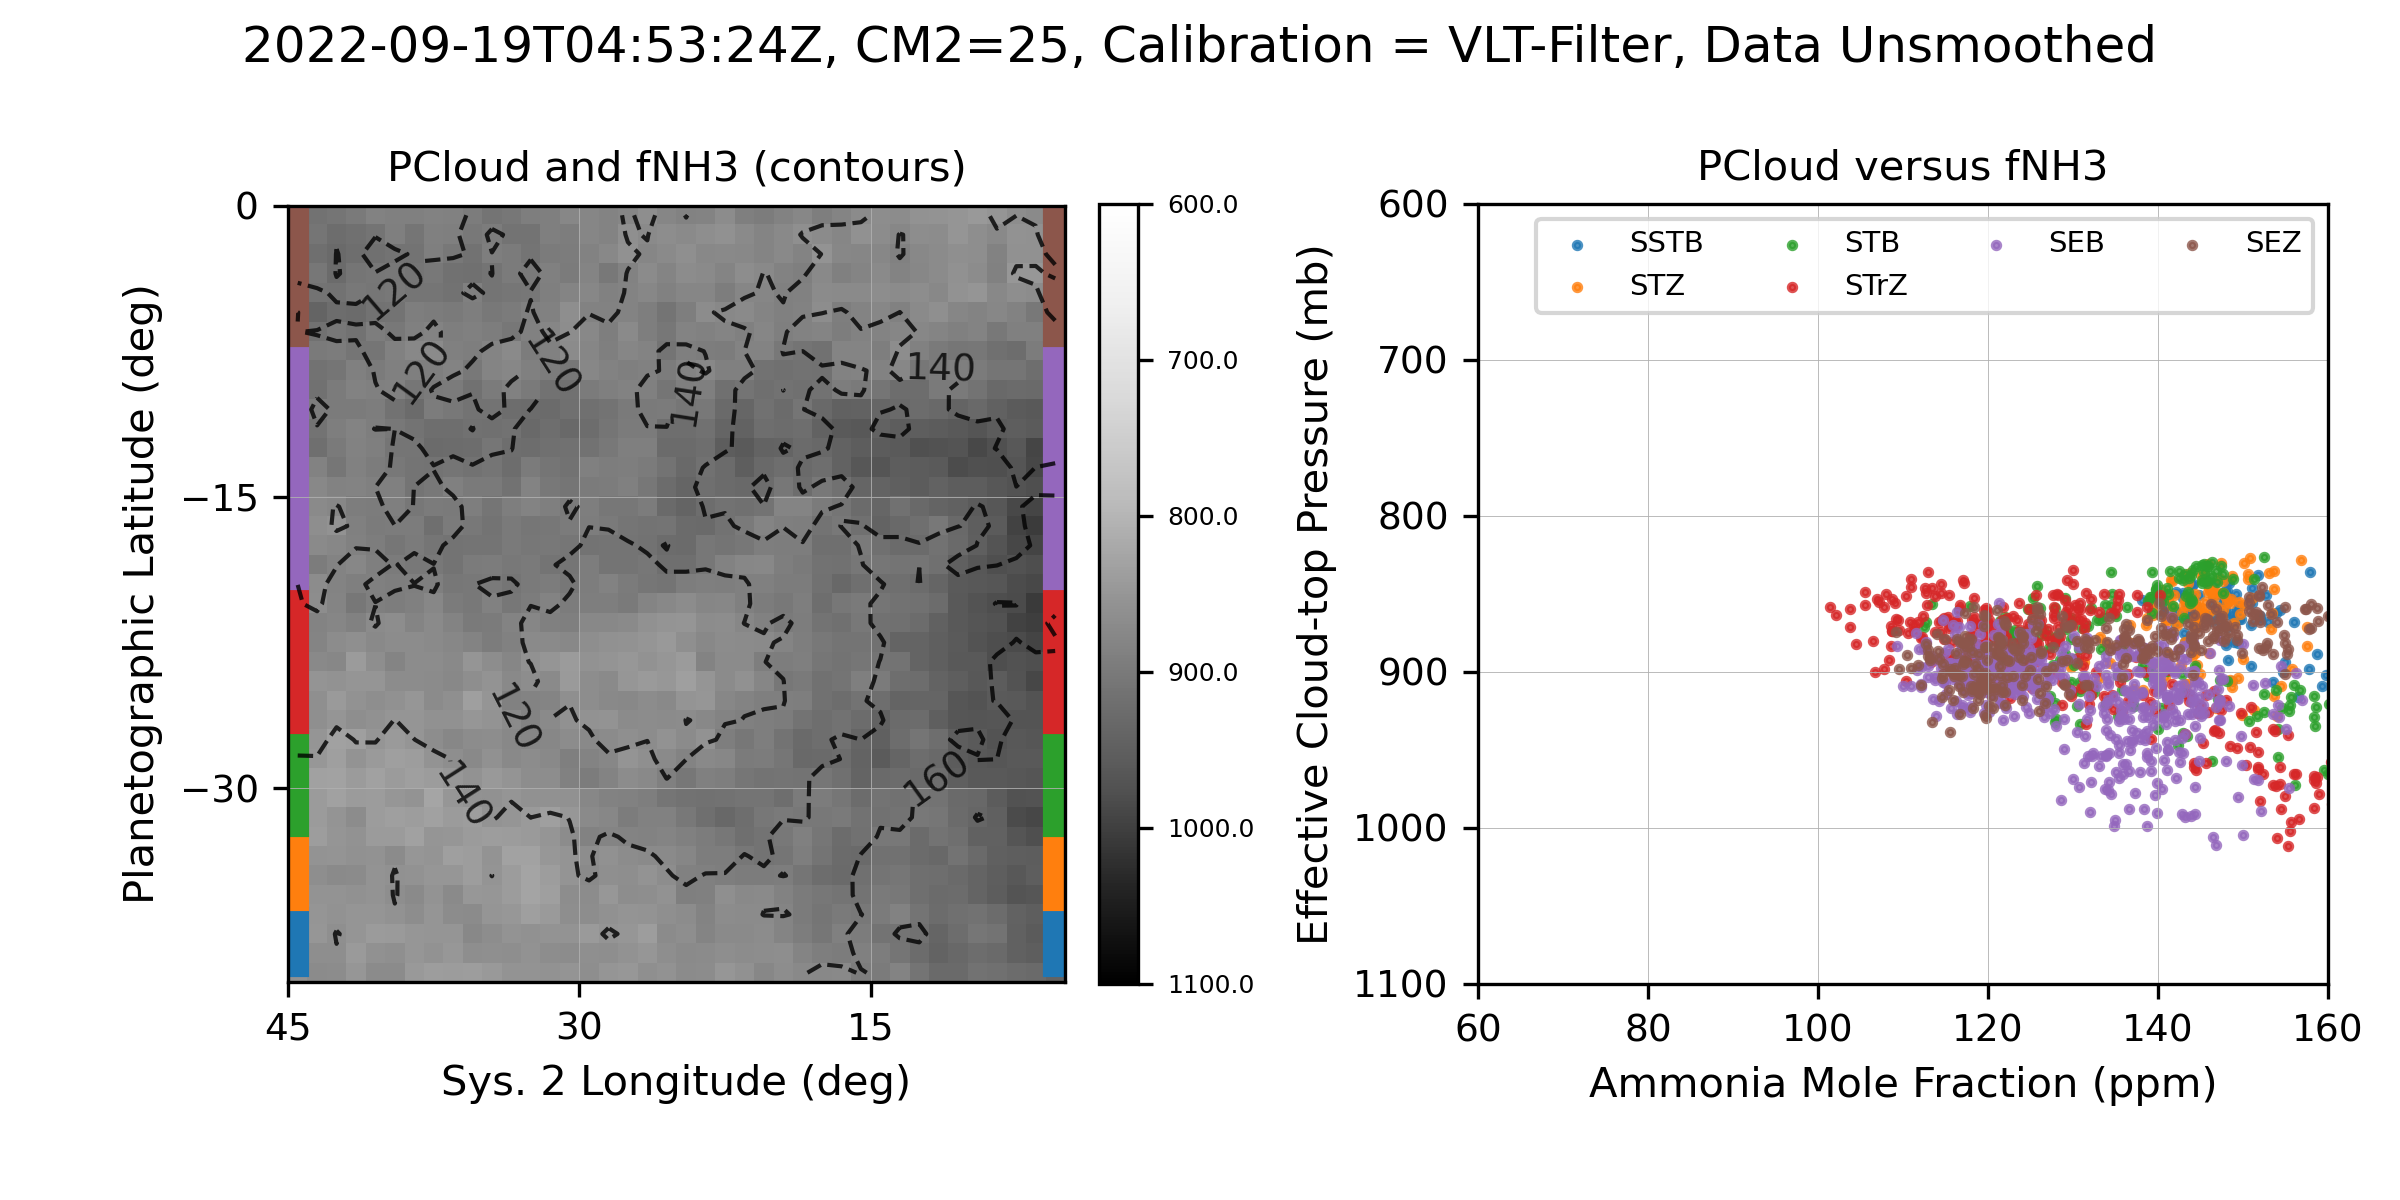 2022-09-19T04:53:24Z, CM2=25, Calibration = VLT-Filter, Data Unsmoothed
PCloud and fNH3 (contours)
Planetographic Latitude (deg)
0
−15
−30
45
30
15
Sys. 2 Longitude (deg)
120
120
120
140
140
120
140
160
600.0
700.0
800.0
900.0
1000.0
1100.0
PCloud versus fNH3
Effective Cloud-top Pressure (mb)
600
700
800
900
1000
1100
SSTB
STB
SEB
SEZ
STZ
STrZ
60
80
100
120
140
160
Ammonia Mole Fraction (ppm)